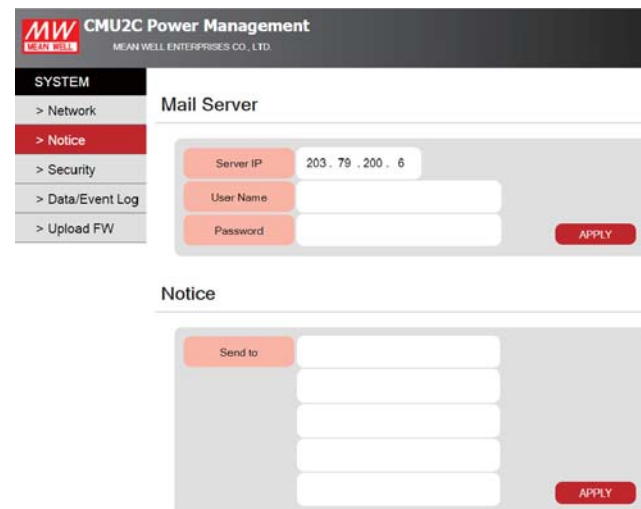 MW
MEAN WELL
CMU2C Power Management
MEAN WELL ENTERPRISES CO., LTD.
SYSTEM
> Network
> Notice
> Security
> Data/Event Log
> Upload FW
Mail Server
Server IP 203 . 79 . 200 . 6
User Name
Password
APPLY
Notice
Send to
APPLY